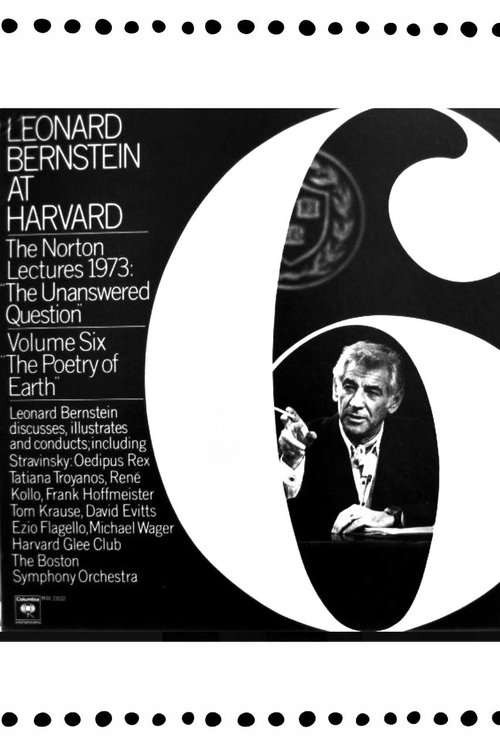 LEONARD
BERNSTEIN
AT
HARVARD
The Norton
Lectures 1973:
"The Unanswered
Question"
Volume Six
"The Poetry of
Earth"
Leonard Bernstein
discusses, illustrates
and conducts; including
Stravinsky: Oedipus Rex
Tatiana Troyanos, René
Kollo, Frank Hoffmeister
Tom Krause, David Evitts
Ezio Flagello, Michael Wager
Harvard Glee Club
The Boston
Symphony Orchestra
6
Columbia